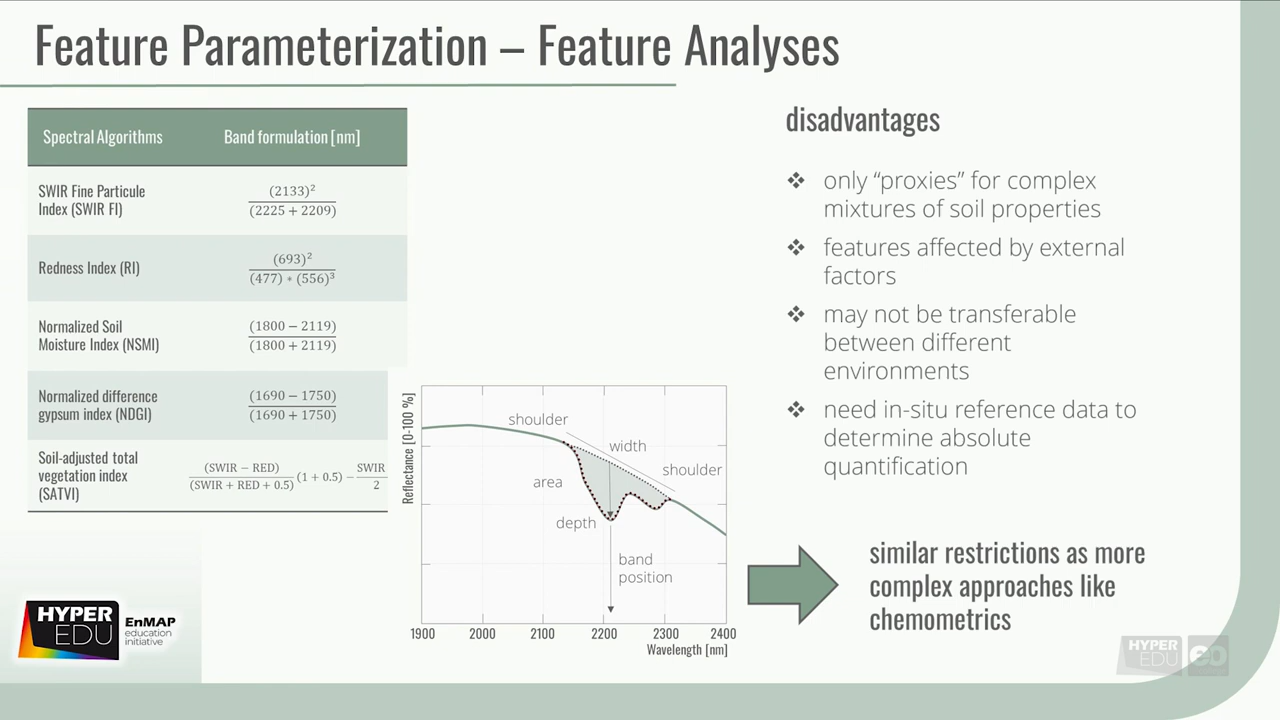 Feature Parameterization – Feature Analyses
Spectral Algorithms
Band formulation [nm]
SWIR Fine Particule
Index (SWIR FI)
(2133)²
(2225 + 2209)
Redness Index (RI)
(693)²
(477) * (556)³
Normalized Soil
Moisture Index (NSMI)
(1800 − 2119)
(1800 + 2119)
Normalized difference
gypsum index (NDGI)
(1690 − 1750)
(1690 + 1750)
Soil-adjusted total
vegetation index
(SATVI)
(SWIR − RED)
(SWIR + RED + 0.5)
(1 + 0.5) −
SWIR
2
Reflectance [0-100 %]
shoulder
width
shoulder
area
depth
band
position
1900 2000 2100 2200 2300 2400
Wavelength [nm]
disadvantages
❖ only “proxies” for complex
mixtures of soil properties
❖ features affected by external
factors
❖ may not be transferable
between different
environments
❖ need in-situ reference data to
determine absolute
quantification
similar restrictions as more
complex approaches like
chemometrics
HYPER
EDU
EnMAP
education
initiative
HYPER
EDU
eo